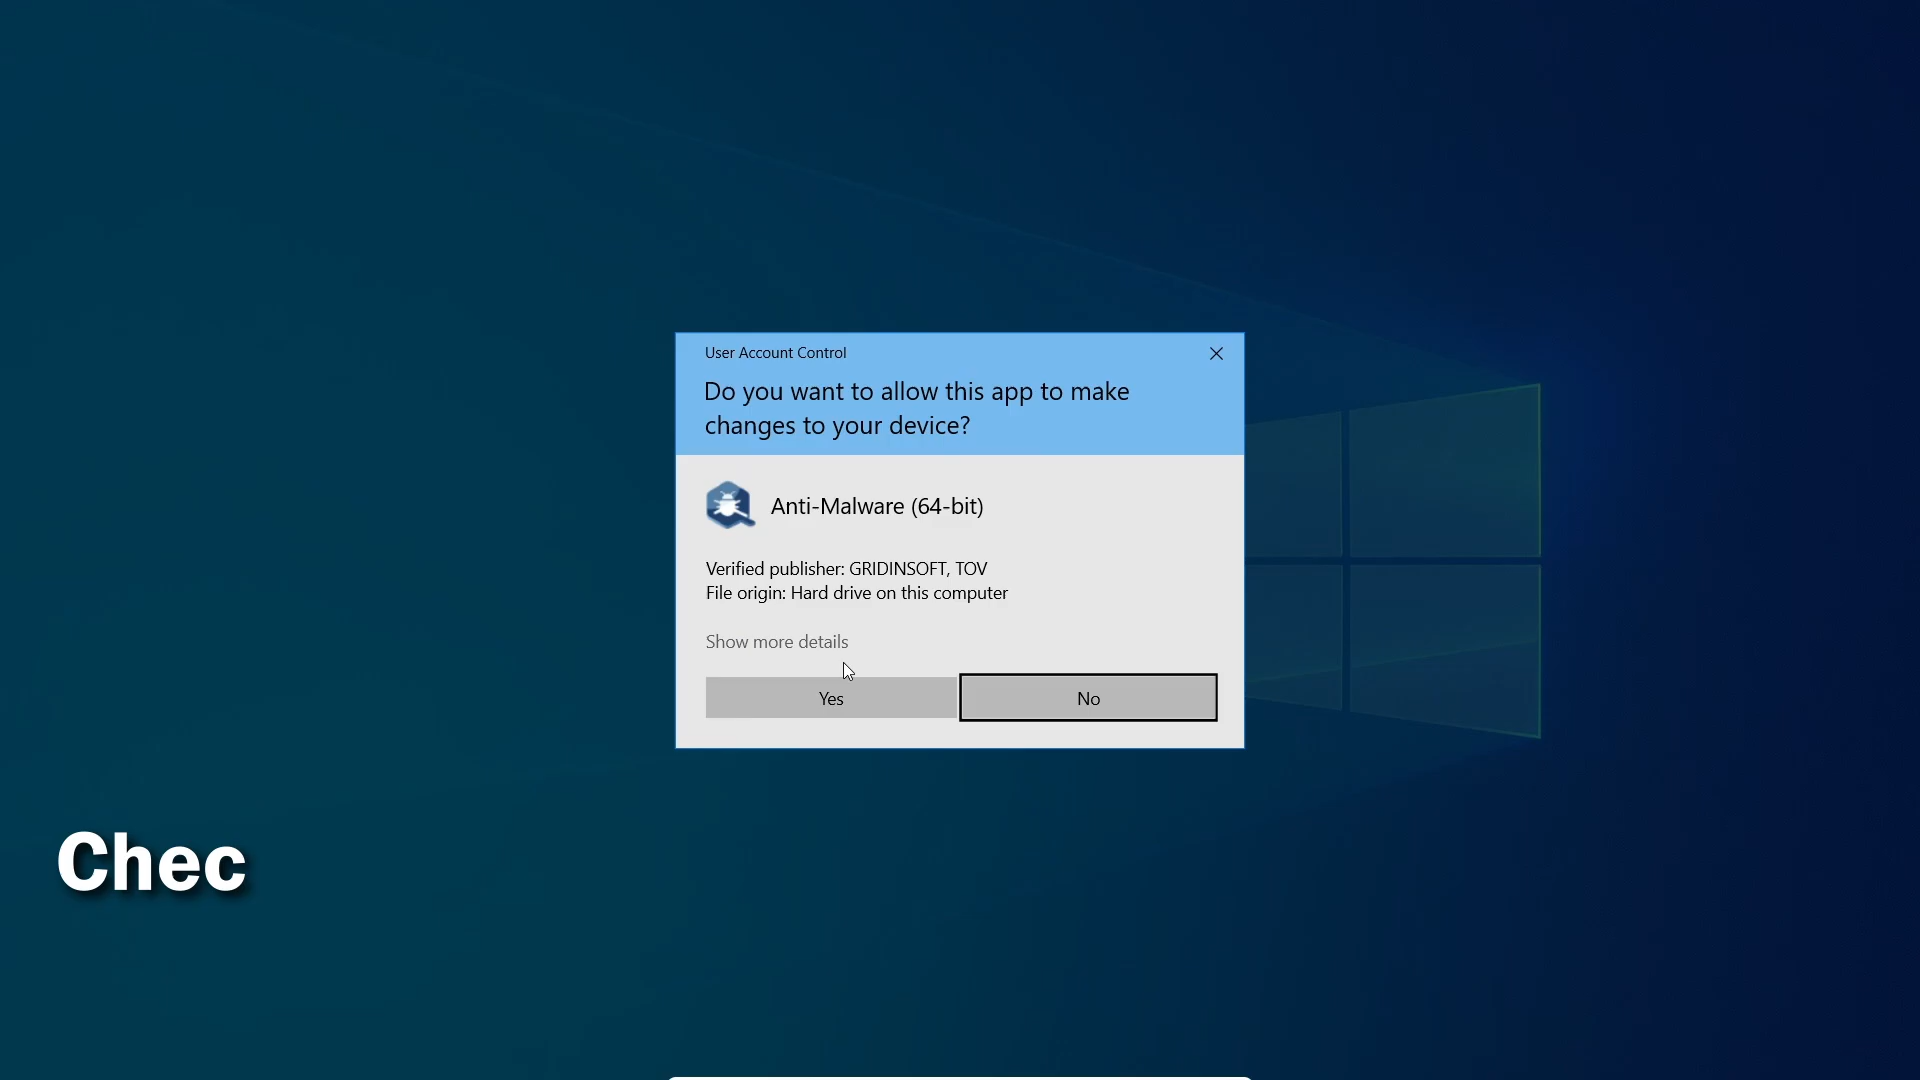 User Account Control
Do you want to allow this app to make
changes to your device?
Anti-Malware (64-bit)
Verified publisher: GRIDINSOFT, TOV
File origin: Hard drive on this computer
Show more details
Yes
No
Chec